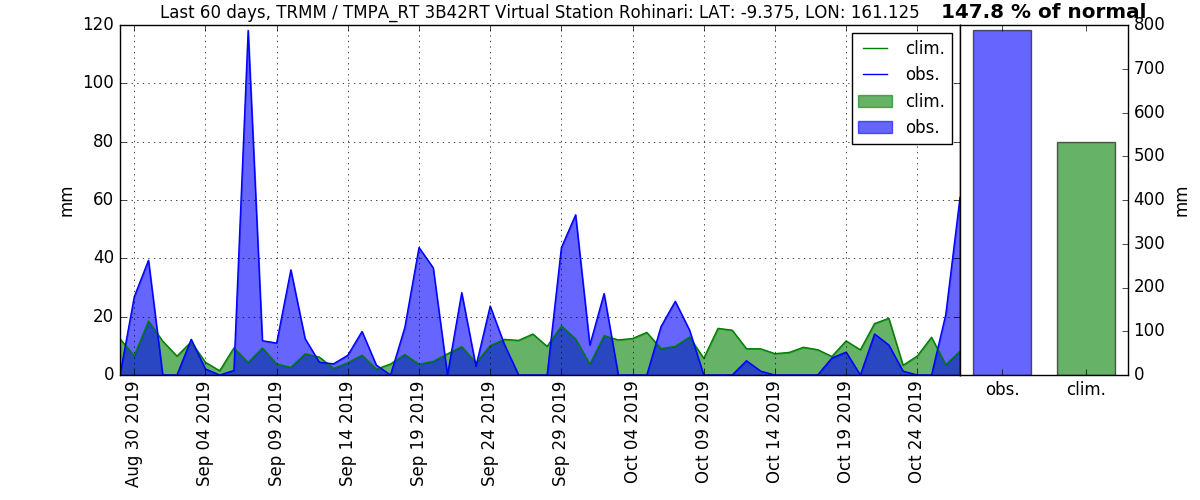 Last 60 days, TRMM / TMPA_RT 3B42RT Virtual Station Rohinari: LAT: -9.375, LON: 161.125
147.8 % of normal
120
100
80
60
40
20
0
mm
clim.
obs.
clim.
obs.
800
700
600
500
400
300
200
100
0
mm
Aug 30 2019
Sep 04 2019
Sep 09 2019
Sep 14 2019
Sep 19 2019
Sep 24 2019
Sep 29 2019
Oct 04 2019
Oct 09 2019
Oct 14 2019
Oct 19 2019
Oct 24 2019
obs.
clim.